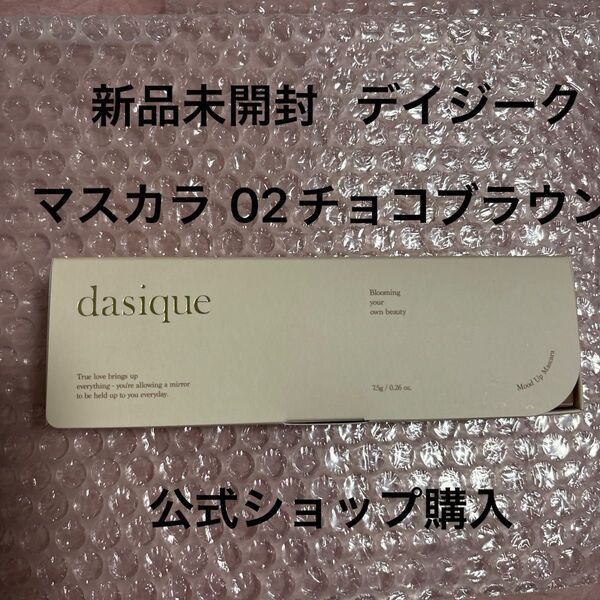 新品未開封 デイジーク
マスカラ 02チョコブラウン
dasique
Blooming
your
own beauty
True love brings up
everything - you're allowing a mirror
to be held up to you everyday.
7.5g / 0.26 oz.
Mood Up Mascara
公式ショップ購入